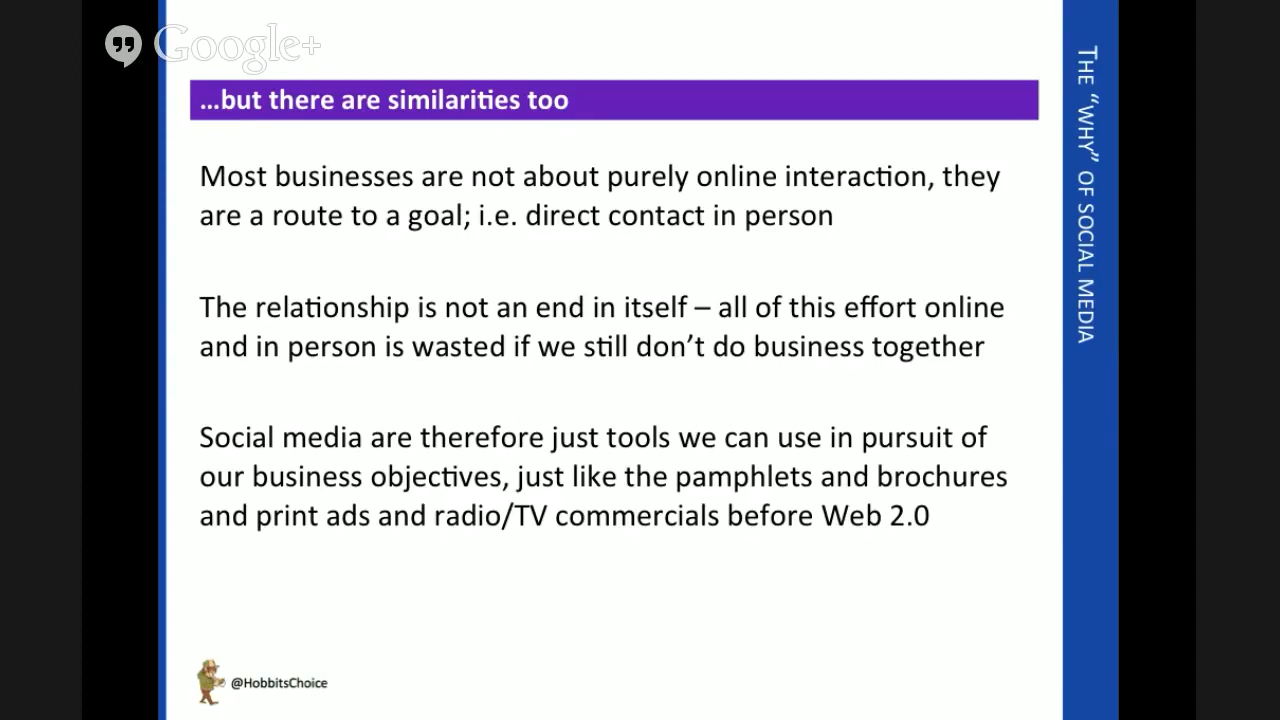 Google+
…but there are similarities too
Most businesses are not about purely online interaction, they
are a route to a goal; i.e. direct contact in person
The relationship is not an end in itself – all of this effort online
and in person is wasted if we still don’t do business together
Social media are therefore just tools we can use in pursuit of
our business objectives, just like the pamphlets and brochures
and print ads and radio/TV commercials before Web 2.0
@HobbitsChoice
THE “WHY” OF SOCIAL MEDIA